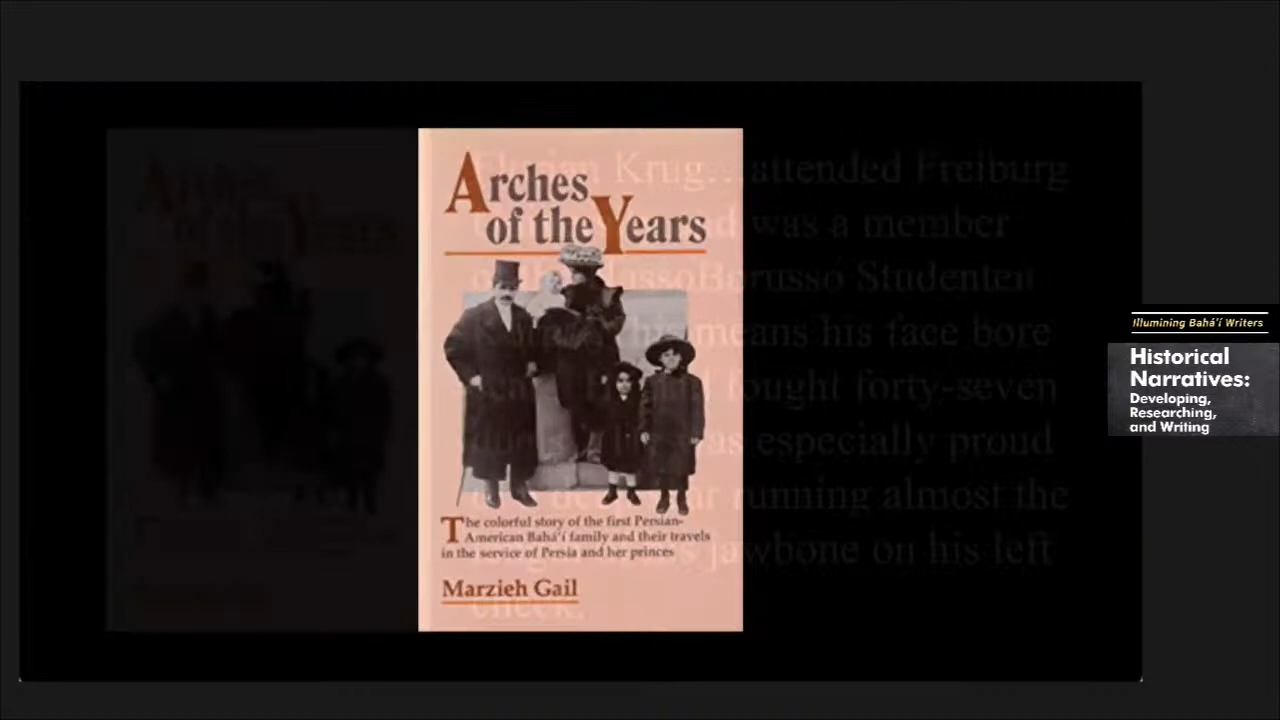 Arches
of the Years
The colorful story of the first Persian-
American Bahá'í family and their travels
in the service of Persia and her princes
Marzieh Gail
Krug... attended Freiburg
was a member
Borusso Studenten
means his face bore
fought forty-seven
was especially proud
running almost the
jawbone on his left
cheek.
Illumining Bahá'í Writers
Historical
Narratives:
Developing,
Researching,
and Writing